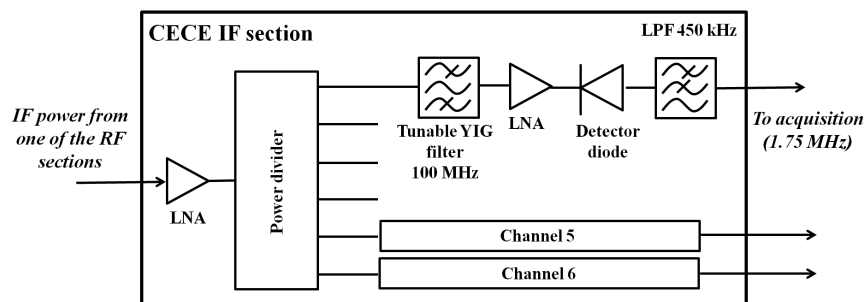 CECE IF section
LPF 450 kHz
IF power from
one of the RF
sections
LNA
Power divider
Tunable YIG
filter
100 MHz
LNA
Detector
diode
To acquisition
(1.75 MHz)
Channel 5
Channel 6